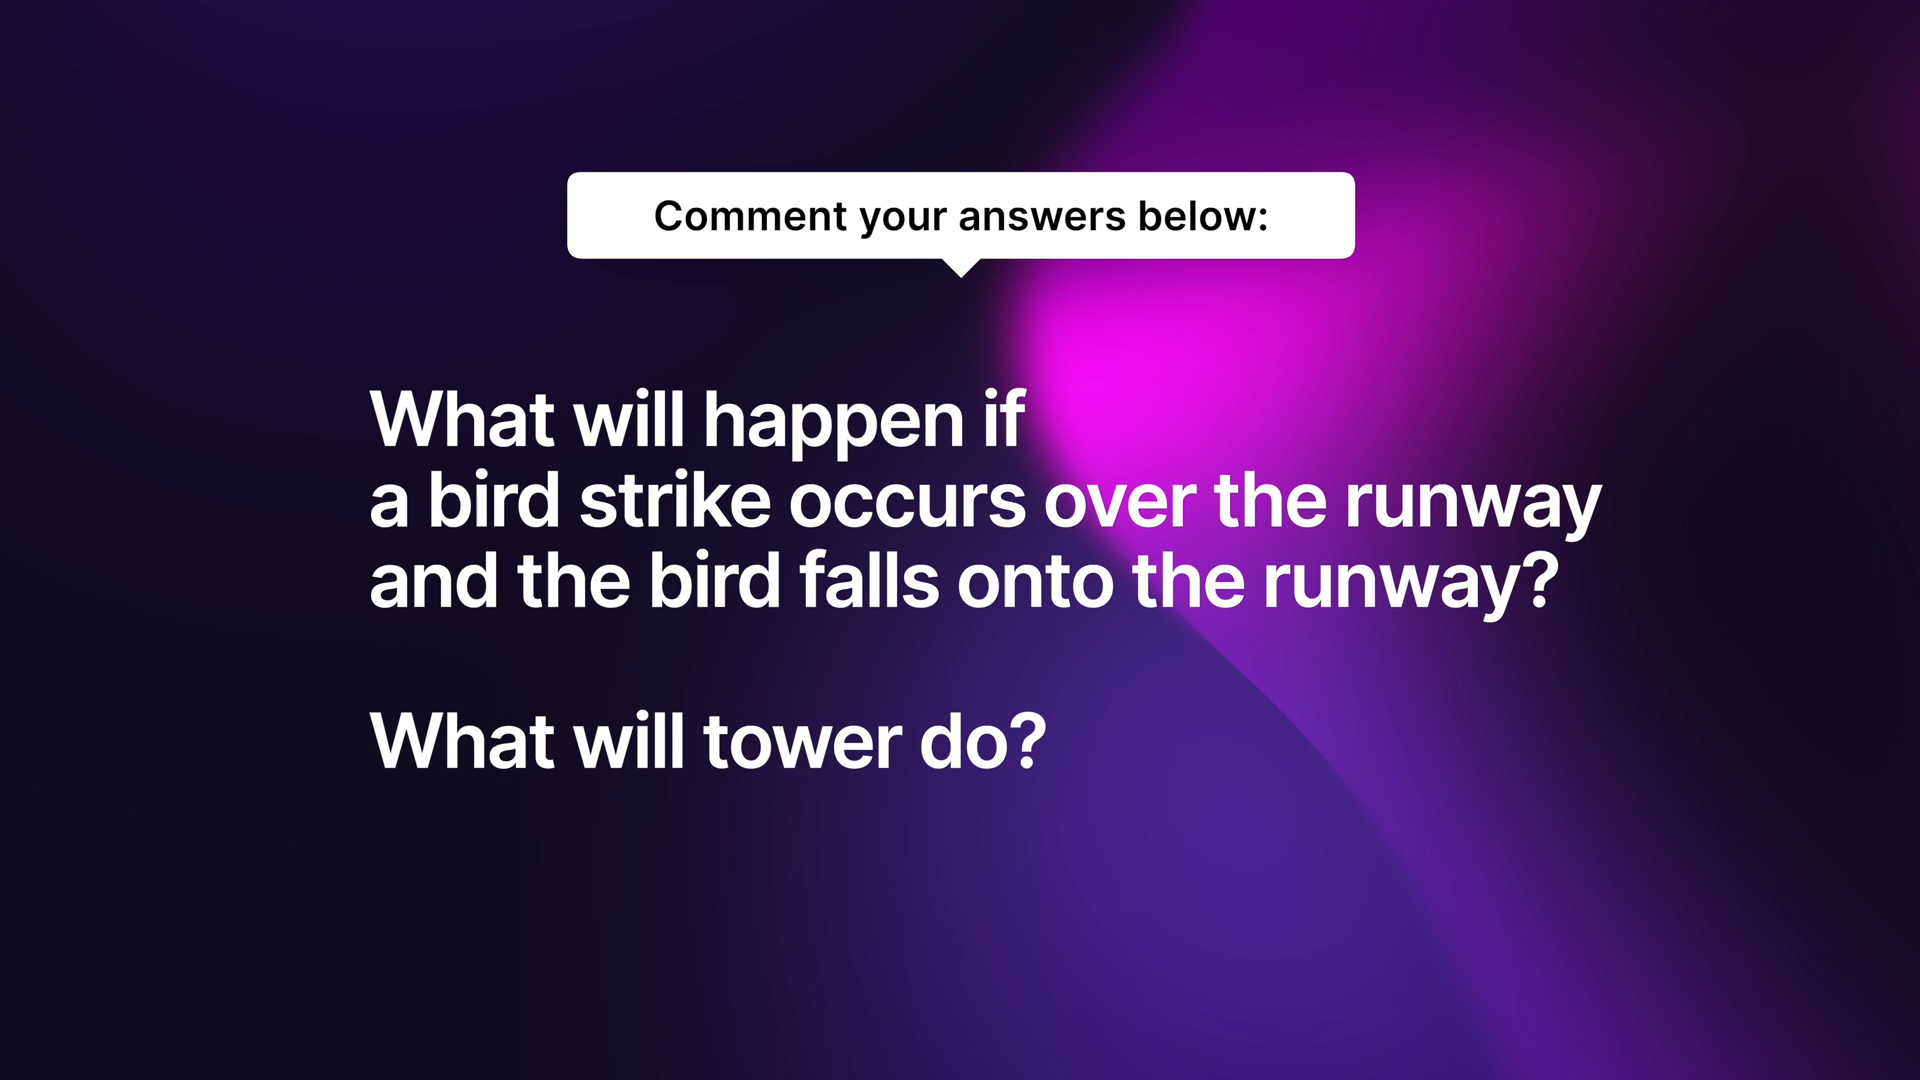 Comment your answers below:
What will happen if
a bird strike occurs over the runway
and the bird falls onto the runway?
What will tower do?